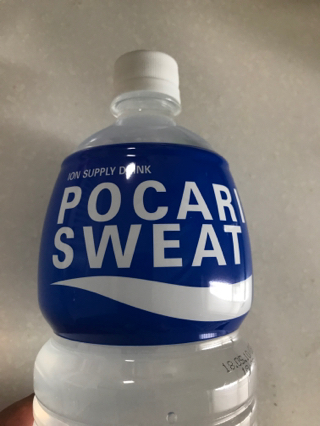 ION SUPPLY DRINK
POCARI
SWEAT